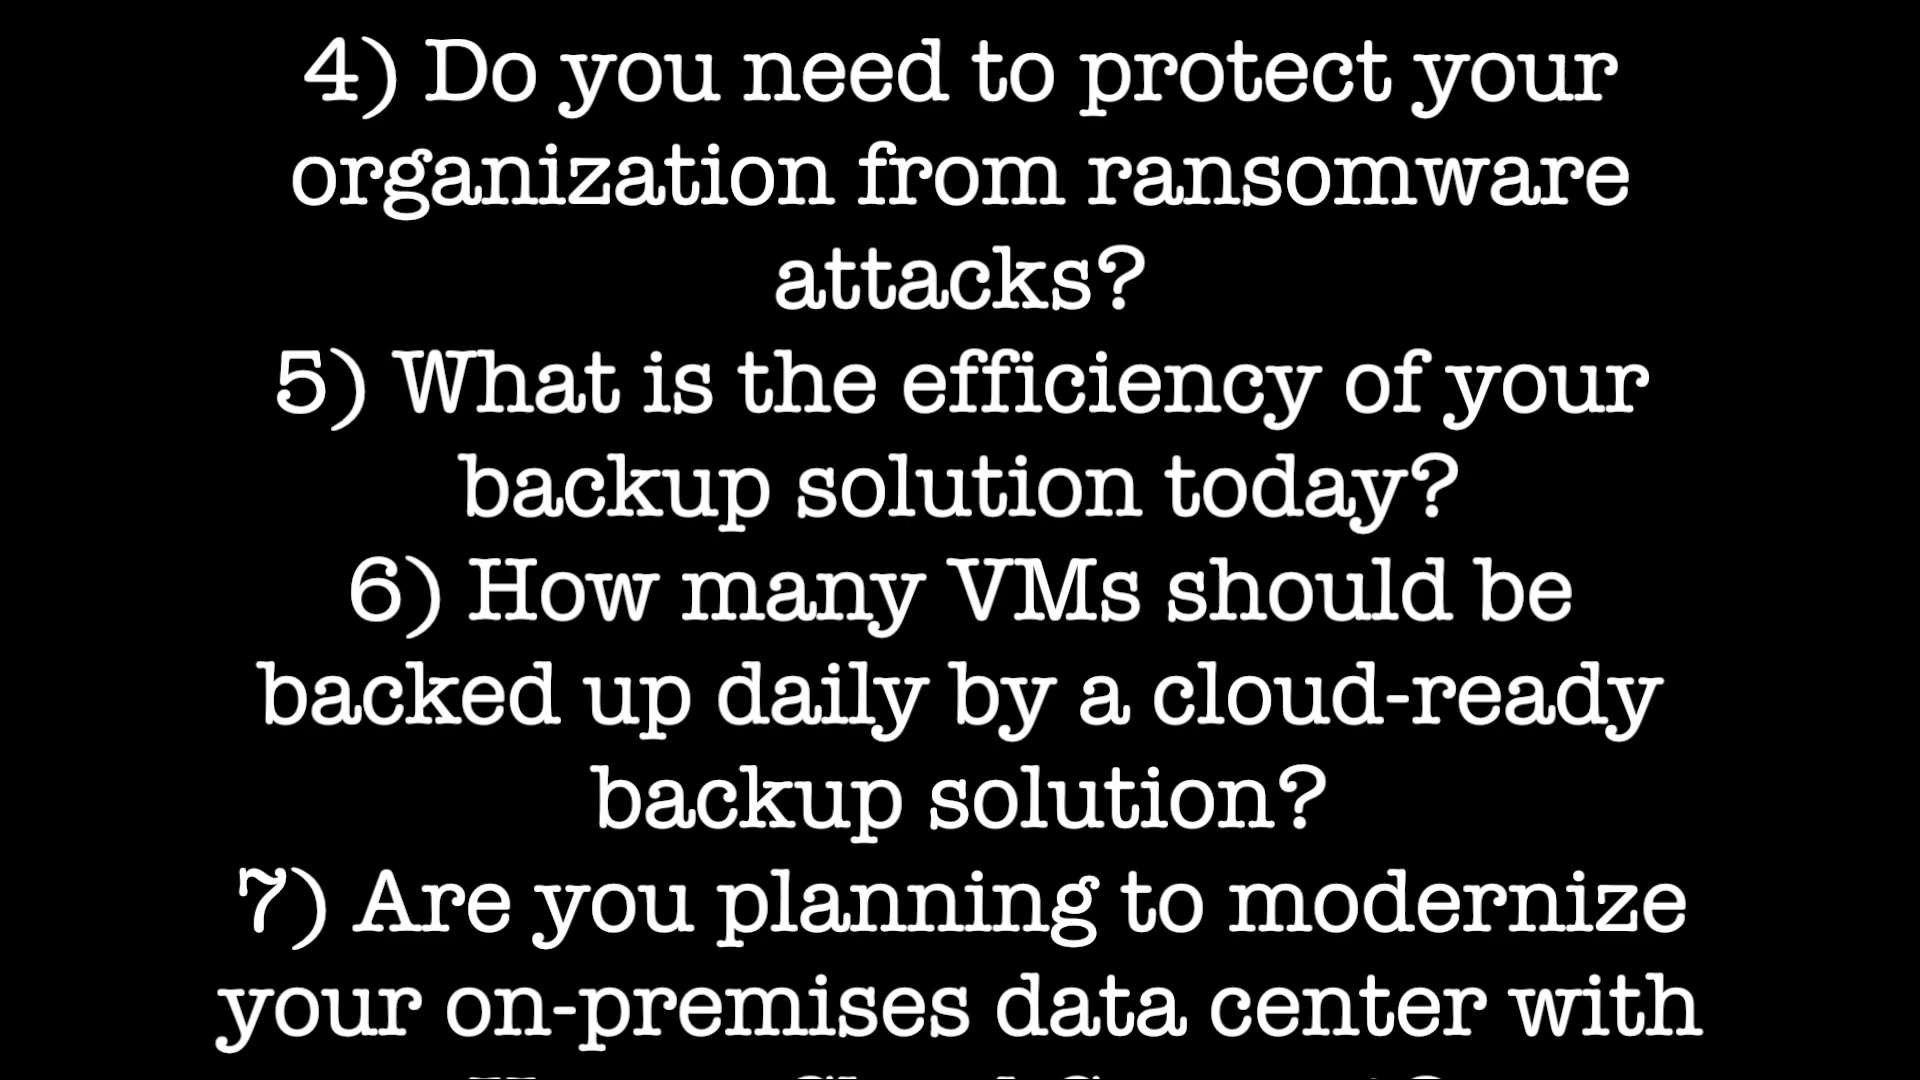 4) Do you need to protect your
organization from ransomware
attacks?
5) What is the efficiency of your
backup solution today?
6) How many VMs should be
backed up daily by a cloud-ready
backup solution?
7) Are you planning to modernize
your on-premises data center with